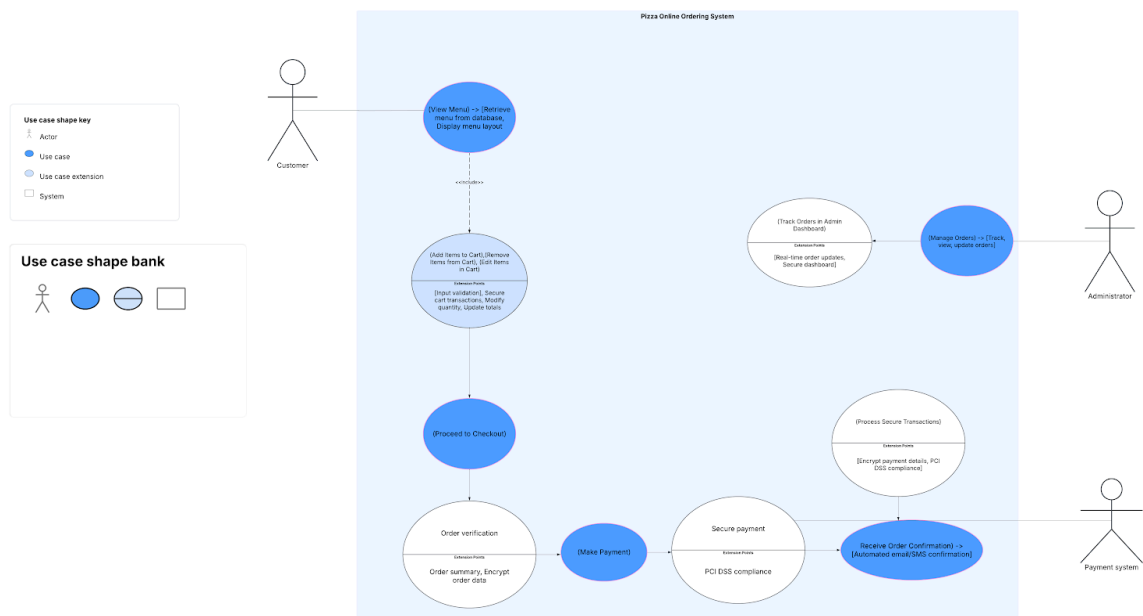 Pizza Online Ordering System
Use case shape key
Actor
Use case
Use case extension
System
Use case shape bank
Customer
(View Menu) -> [Retrieve
menu from database,
Display menu layout
<<include>>
(Add Items to Cart),(Remove
Items from Cart), (Edit Items
in Cart)
Extension Points
[Input validation], Secure
cart transactions, Modify
quantity, Update totals
(Proceed to Checkout)
Order verification
Extension Points
Order summary, Encrypt
order data
(Make Payment)
Secure payment
Extension Points
PCI DSS compliance
(Track Orders in Admin
Dashboard)
Extension Points
[Real-time order updates,
Secure dashboard]
(Manage Orders) -> [Track,
view, update orders]
Administrator
(Process Secure Transactions)
Extension Points
[Encrypt payment details, PCI
DSS compliance]
Receive Order Confirmation) ->
[Automated email/SMS confirmation]
Payment system